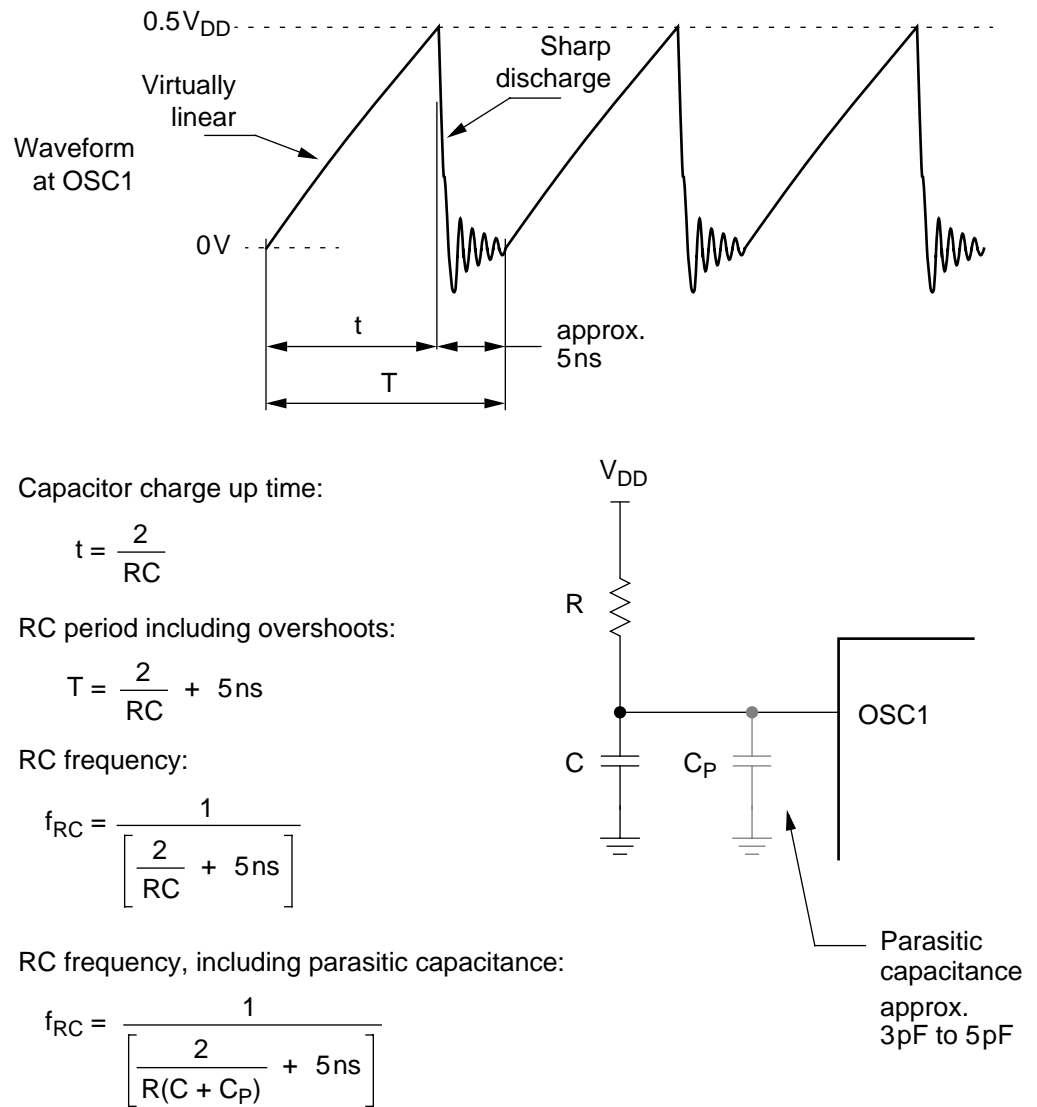 0.5VDD
Sharp
discharge
Virtually
linear
Waveform
at OSC1
0V
t
approx.
5ns
T
Capacitor charge up time:
t = 2
RC
RC period including overshoots:
T = 2 + 5ns
RC
RC frequency:
fRC = 1
[ 2 + 5ns ]
RC
RC frequency, including parasitic capacitance:
fRC = 1
[ 2 + 5ns ]
R(C + CP)
VDD
R
OSC1
C
CP
Parasitic
capacitance
approx.
3pF to 5pF